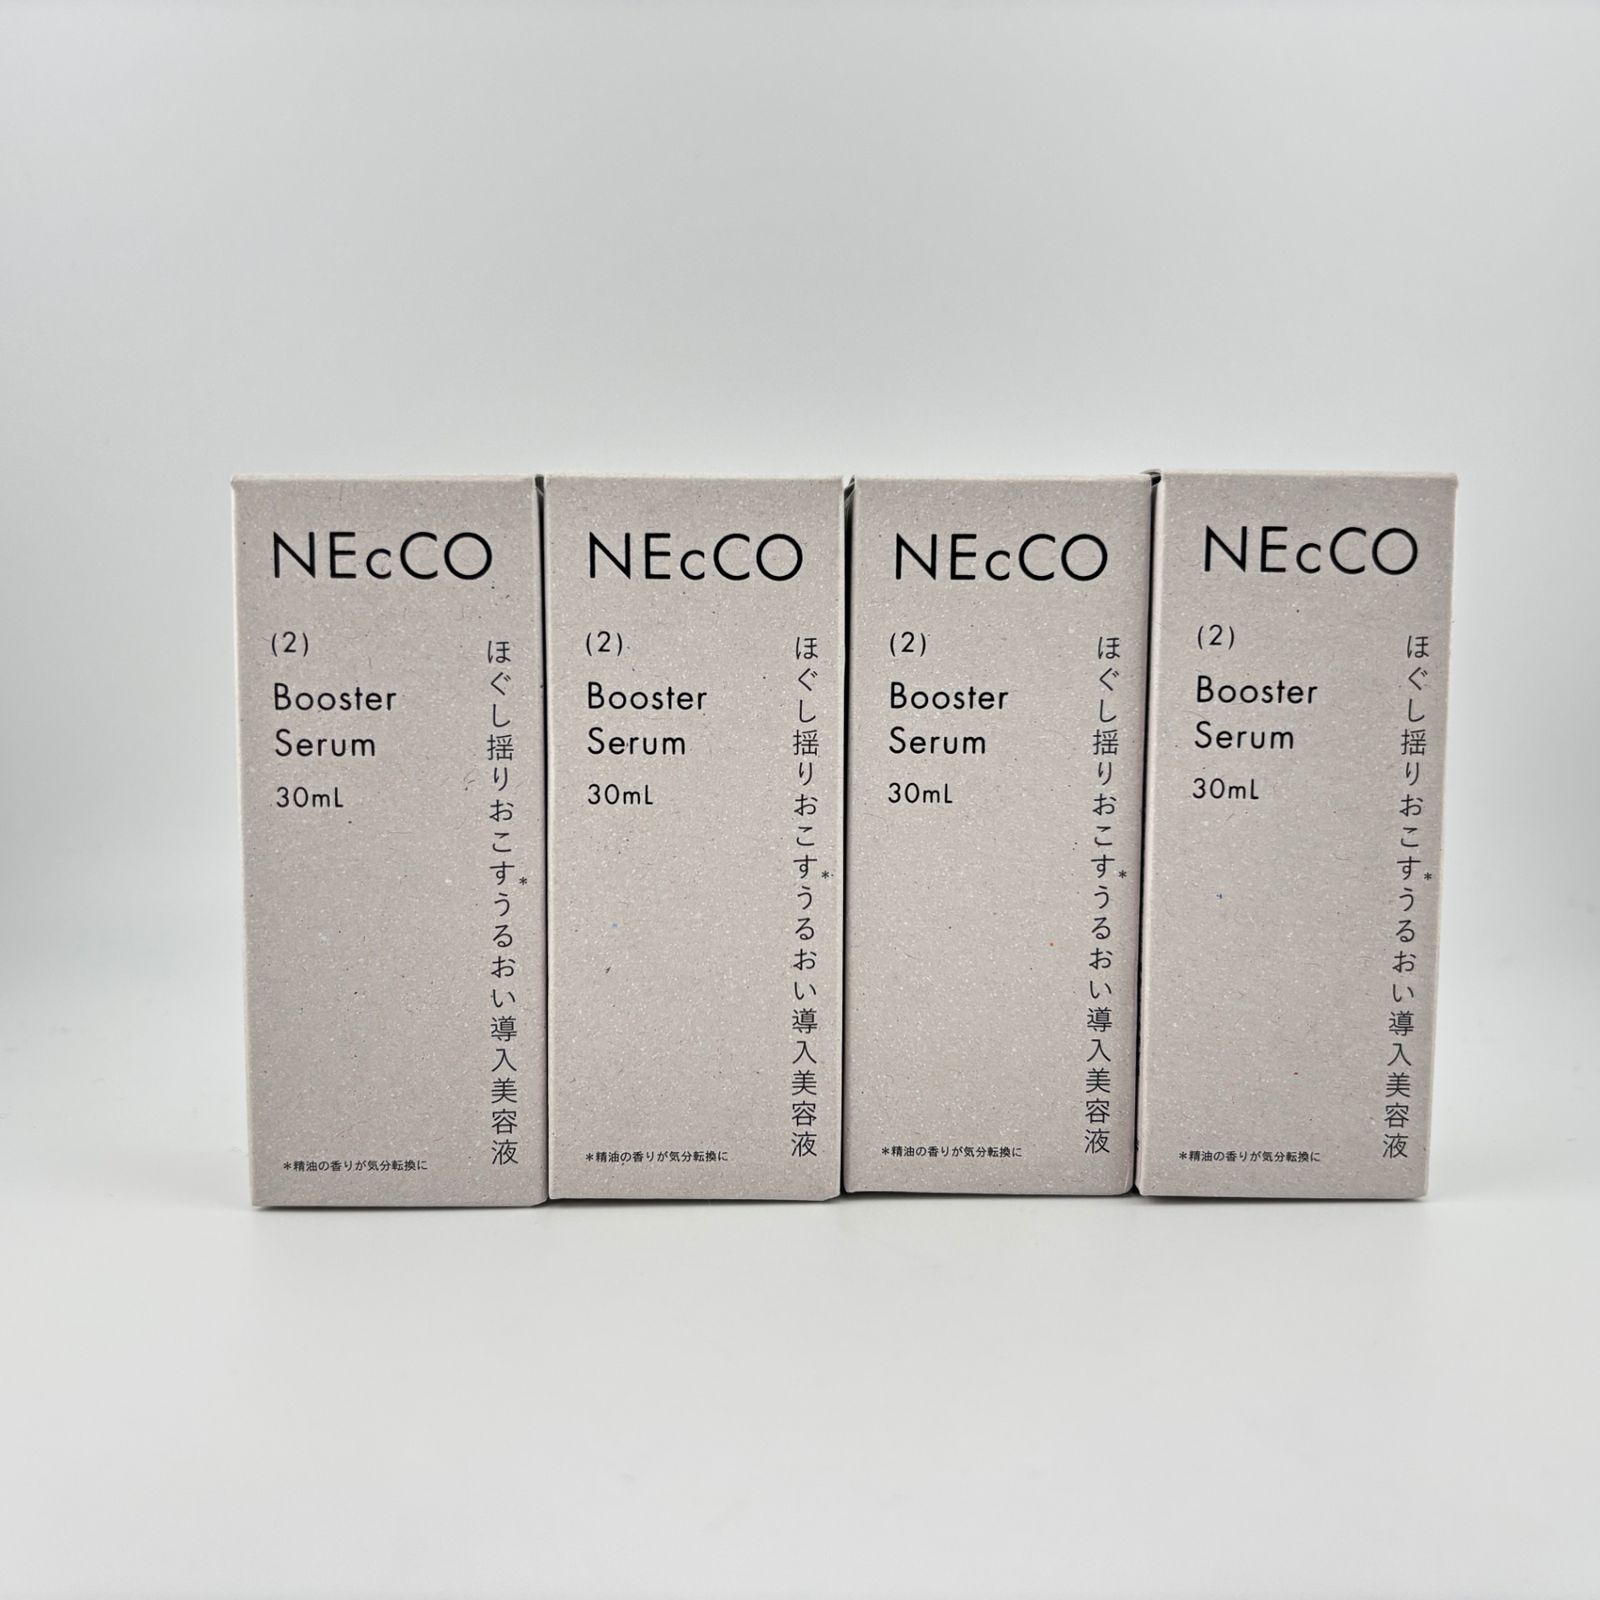 NEcCO
(2)
Booster
Serum
30mL
ほぐし揺りおこす*うるおい導入美容液
*精油の香りが気分転換に
NEcCO
(2)
Booster
Serum
30mL
ほぐし揺りおこす*うるおい導入美容液
*精油の香りが気分転換に
NEcCO
(2)
Booster
Serum
30mL
ほぐし揺りおこす*うるおい導入美容液
*精油の香りが気分転換に
NEcCO
(2)
Booster
Serum
30mL
ほぐし揺りおこす*うるおい導入美容液
*精油の香りが気分転換に